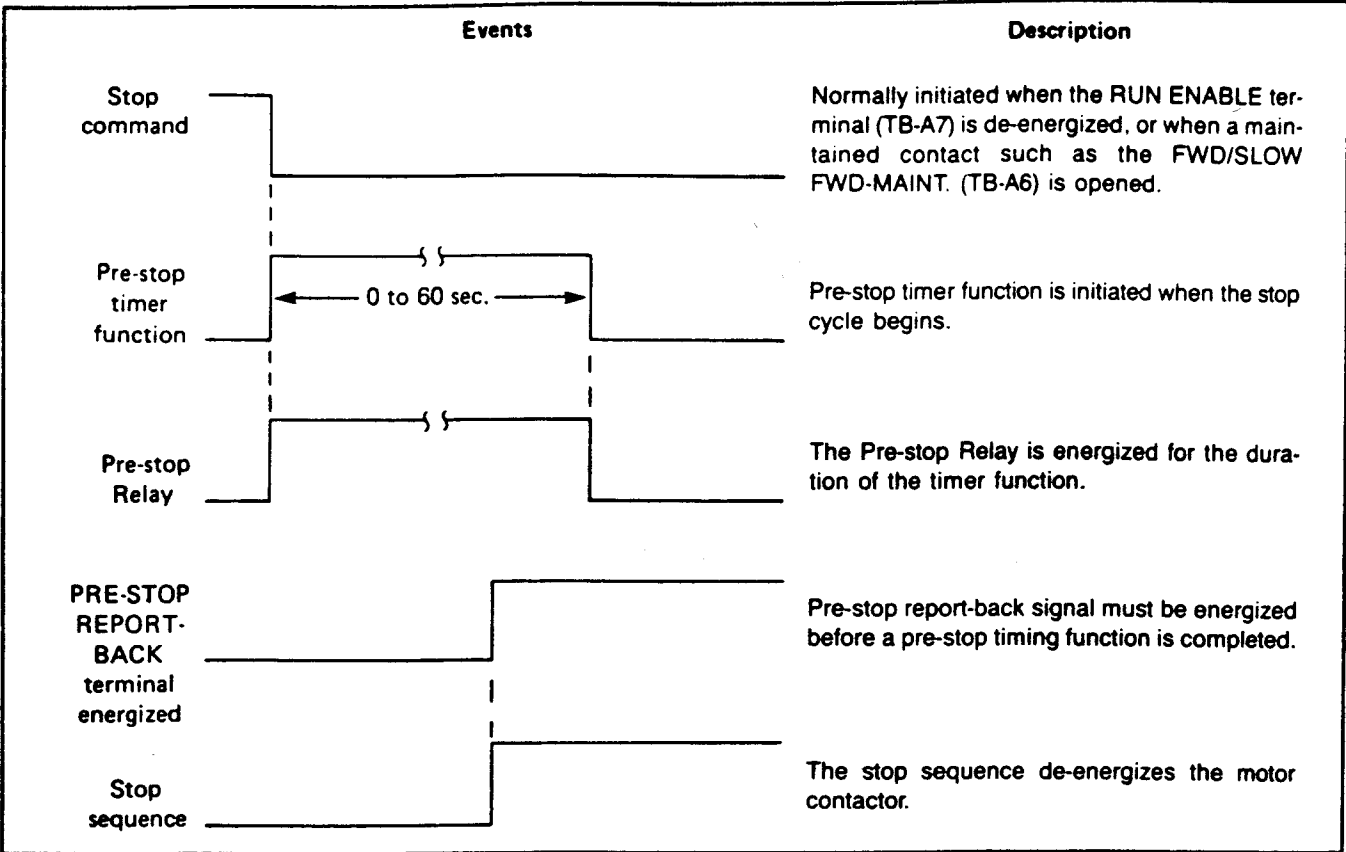 Events
Description
Stop
command
Normally initiated when the RUN ENABLE ter-
minal (TB-A7) is de-energized, or when a main-
tained contact such as the FWD/SLOW
FWD-MAINT. (TB-A6) is opened.
Pre-stop
timer
function
0 to 60 sec.
Pre-stop timer function is initiated when the stop
cycle begins.
Pre-stop
Relay
The Pre-stop Relay is energized for the dura-
tion of the timer function.
PRE-STOP
REPORT-
BACK
terminal
energized
Pre-stop report-back signal must be energized
before a pre-stop timing function is completed.
Stop
sequence
The stop sequence de-energizes the motor
contactor.